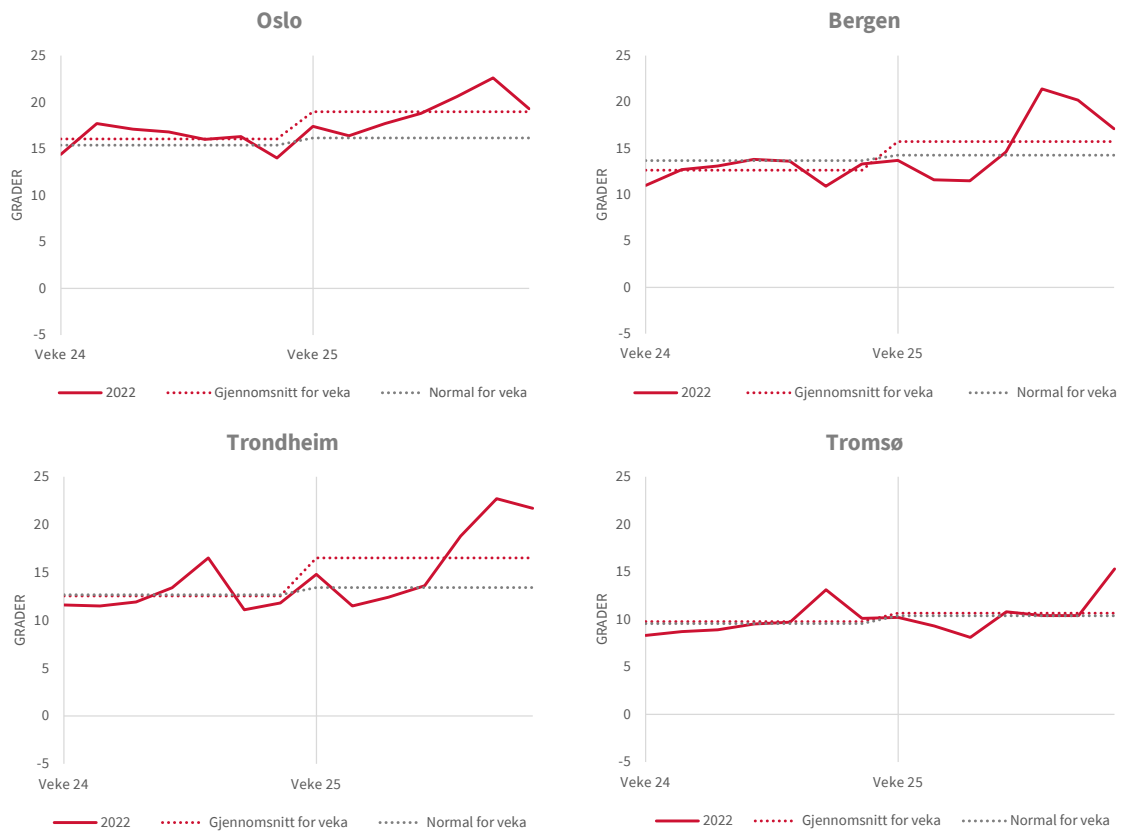 Oslo
25
20
15
10
5
0
-5
GRADER
Veke 24
Veke 25
2022
Gjennomsnitt for veka
Normal for veka
Bergen
25
20
15
10
5
0
-5
GRADER
Veke 24
Veke 25
2022
Gjennomsnitt for veka
Normal for veka
Trondheim
25
20
15
10
5
0
-5
GRADER
Veke 24
Veke 25
2022
Gjennomsnitt for veka
Normal for veka
Tromsø
25
20
15
10
5
0
-5
GRADER
Veke 24
Veke 25
2022
Gjennomsnitt for veka
Normal for veka